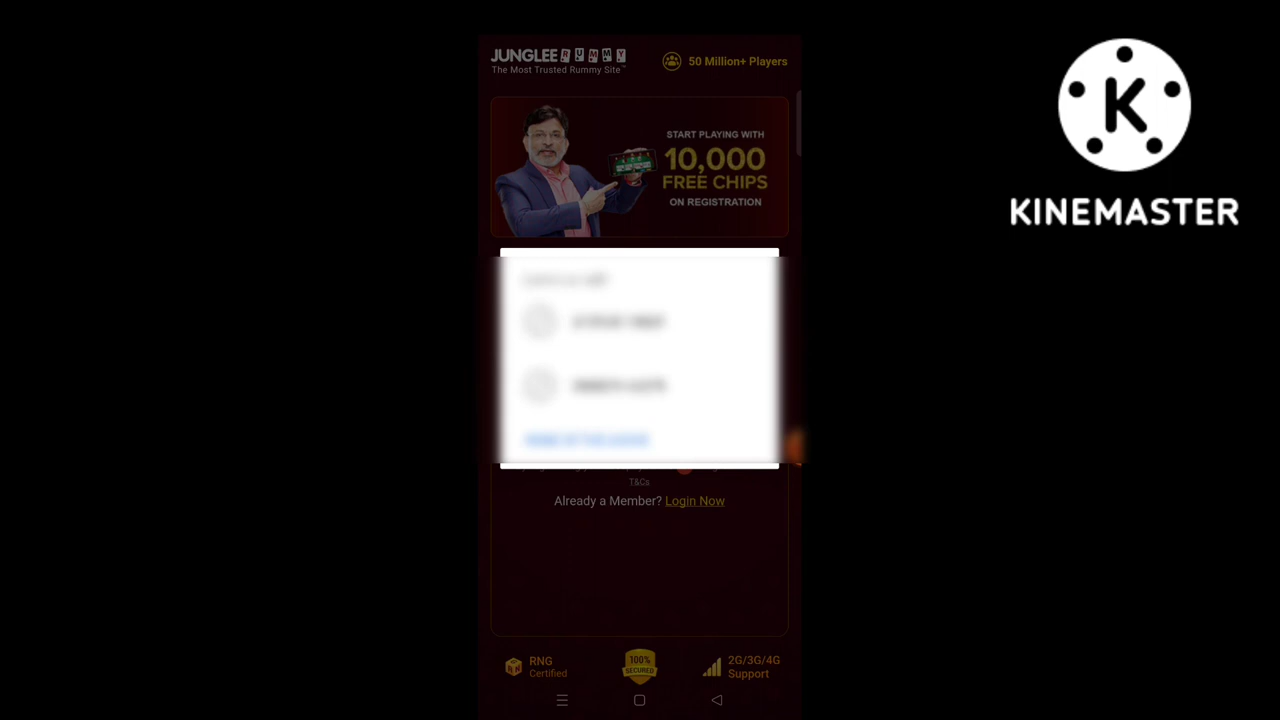 JUNGLEE RUMMY
The Most Trusted Rummy Site™
50 Million+ Players
START PLAYING WITH
10,000
FREE CHIPS
ON REGISTRATION
T&Cs
Already a Member? Login Now
RNG
Certified
100%
SECURED
2G/3G/4G
Support
K
KINEMASTER